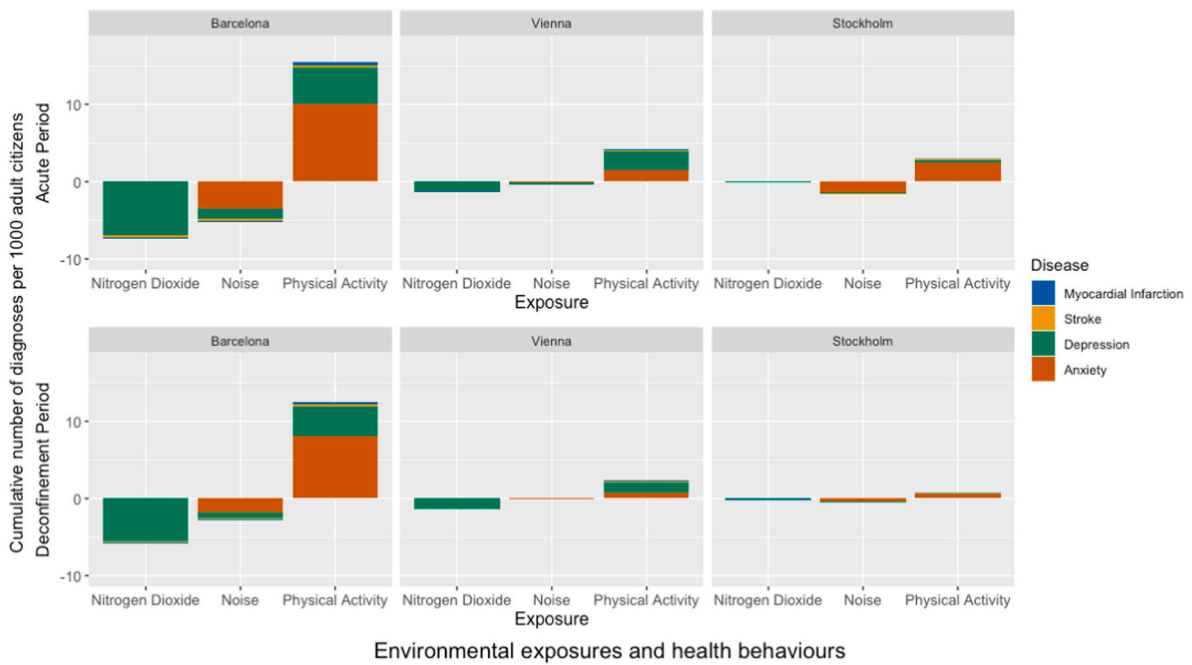 Barcelona
Vienna
Stockholm
Cumulative number of diagnoses per 1000 adult citizens
Acute Period
10
0
-10
Nitrogen Dioxide Noise Physical Activity
Nitrogen Dioxide Noise Physical Activity
Nitrogen Dioxide Noise Physical Activity
Exposure
Disease
Myocardial Infarction
Stroke
Depression
Anxiety
Barcelona
Vienna
Stockholm
Deconfinement Period
10
0
-10
Nitrogen Dioxide Noise Physical Activity
Nitrogen Dioxide Noise Physical Activity
Nitrogen Dioxide Noise Physical Activity
Exposure
Environmental exposures and health behaviours